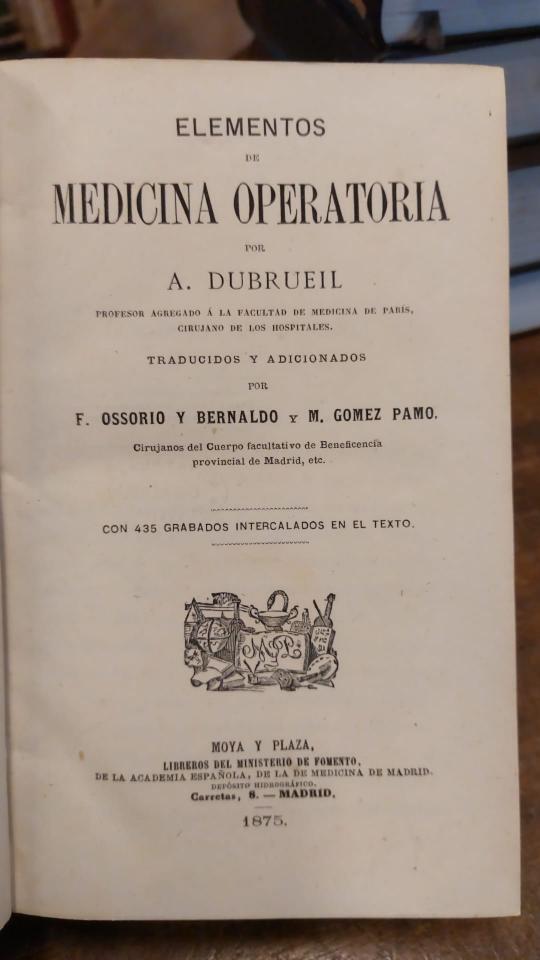 ELEMENTOS
DE
MEDICINA OPERATORIA
POR
A. DUBRUEIL
PROFESOR AGREGADO Á LA FACULTAD DE MEDICINA DE PARÍS,
CIRUJANO DE LOS HOSPITALES.
TRADUCIDOS Y ADICIONADOS
POR
F. OSSORIO Y BERNALDO Y M. GOMEZ PAMO.
Cirujanos del Cuerpo facultativo de Beneficencia
provincial de Madrid, etc.
CON 435 GRABADOS INTERCALADOS EN EL TEXTO.
MOYA Y PLAZA,
LIBREROS DEL MINISTERIO DE FOMENTO,
DE LA ACADEMIA ESPAÑOLA, DE LA DE MEDICINA DE MADRID.
DEPÓSITO HIDROGRÁFICO.
Carretas, 8. — MADRID.
1875.